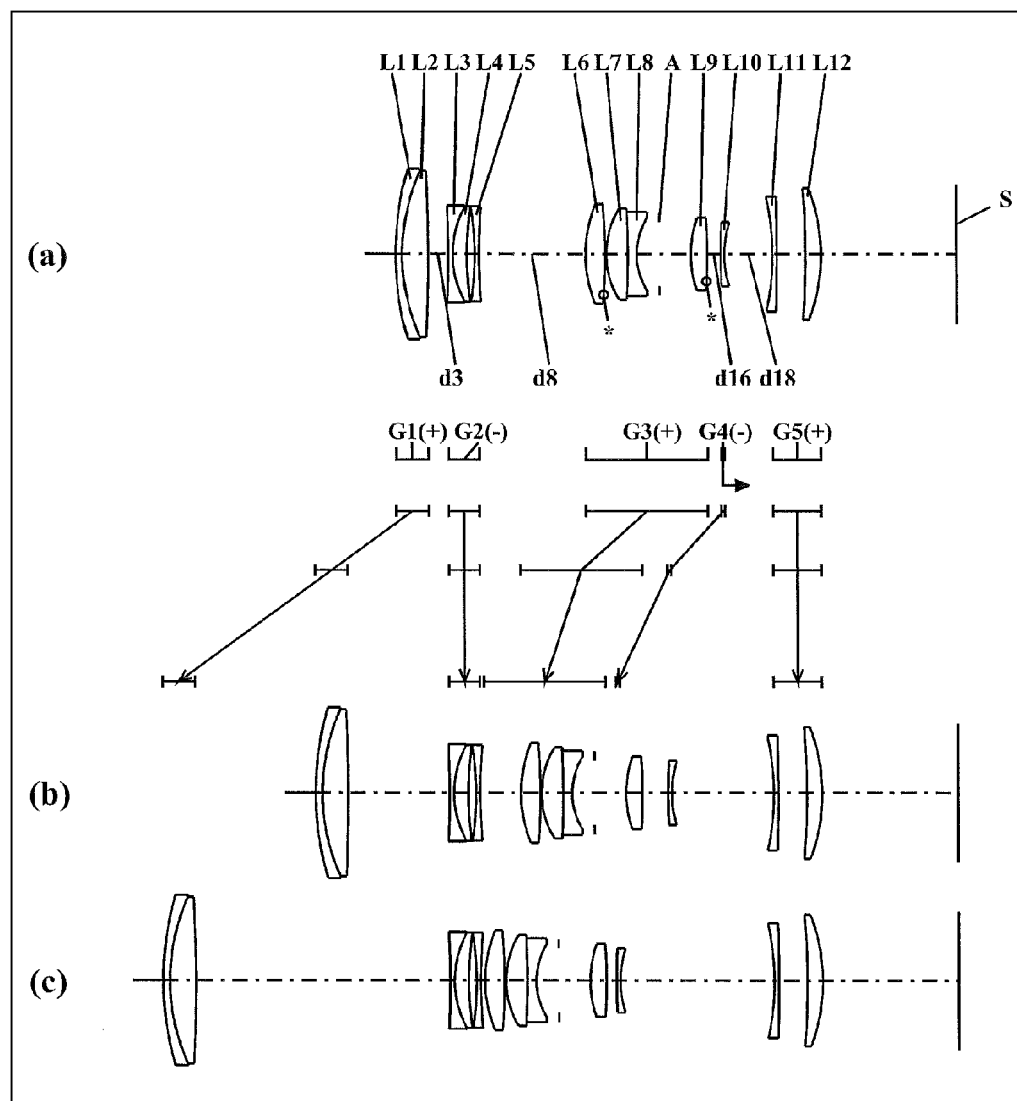 L1 L2 L3 L4 L5 L6 L7 L8 A L9 L10 L11 L12
S
(a)
* *
d3 d8 d16 d18
G1(+) G2(-) G3(+) G4(-) G5(+)
(b)
(c)